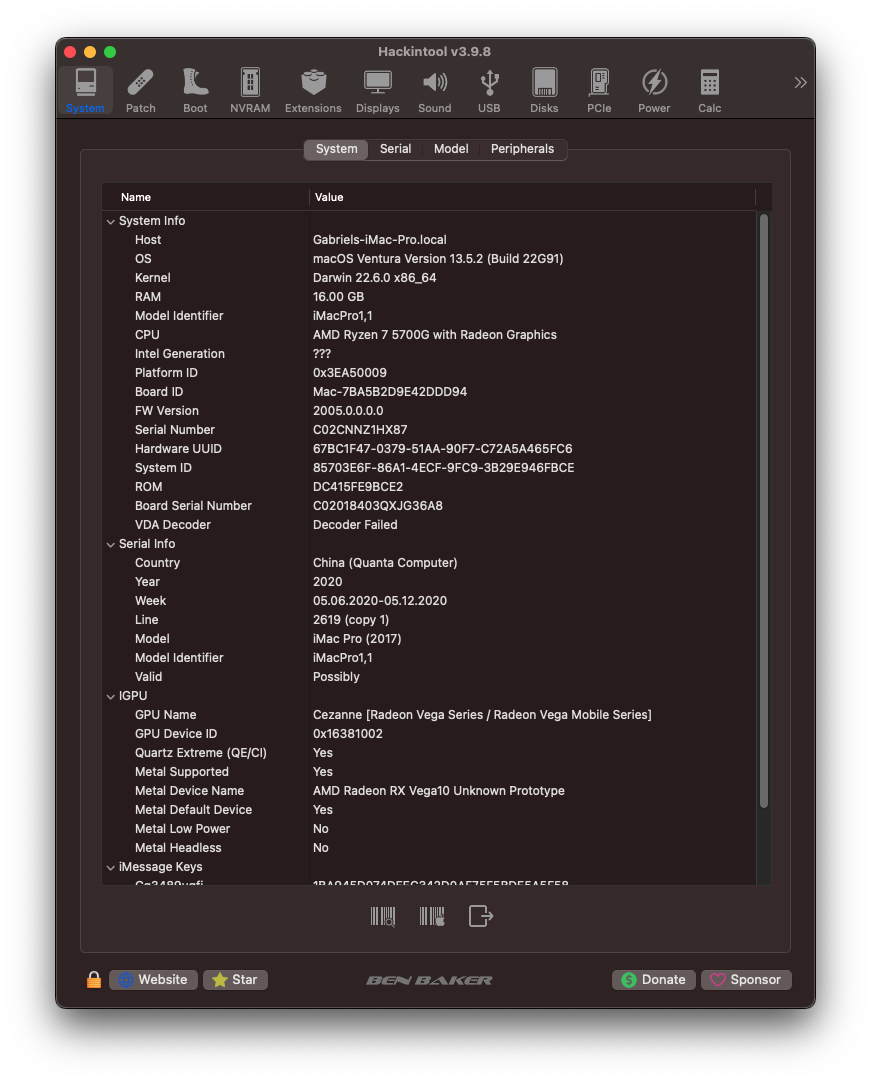 Hackintool v3.9.8
System Patch Boot NVRAM Extensions Displays Sound USB Disks PCIe Power Calc
System Serial Model Peripherals
Name Value
System Info
Host Gabriels-iMac-Pro.local
OS macOS Ventura Version 13.5.2 (Build 22G91)
Kernel Darwin 22.6.0 x86_64
RAM 16.00 GB
Model Identifier iMacPro1,1
CPU AMD Ryzen 7 5700G with Radeon Graphics
Intel Generation ???
Platform ID 0x3EA50009
Board ID Mac-7BA5B2D9E42DDD94
FW Version 2005.0.0.0.0
Serial Number C02CNNZ1HX87
Hardware UUID 67BC1F47-0379-51AA-90F7-C72A5A465FC6
System ID 85703E6F-86A1-4ECF-9FC9-3B29E946FBCE
ROM DC415FE9BCE2
Board Serial Number C02018403QXJG36A8
VDA Decoder Decoder Failed
Serial Info
Country China (Quanta Computer)
Year 2020
Week 05.06.2020-05.12.2020
Line 2619 (copy 1)
Model iMac Pro (2017)
Model Identifier iMacPro1,1
Valid Possibly
IGPU
GPU Name Cezanne [Radeon Vega Series / Radeon Vega Mobile Series]
GPU Device ID 0x16381002
Quartz Extreme (QE/CI) Yes
Metal Supported Yes
Metal Device Name AMD Radeon RX Vega10 Unknown Prototype
Metal Default Device Yes
Metal Low Power No
Metal Headless No
iMessage Keys
Website Star BEN BAKER Donate Sponsor